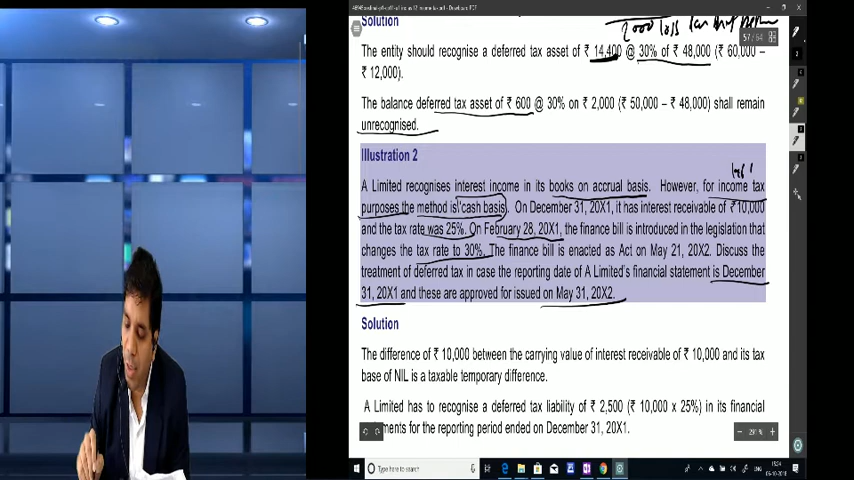 Solution
2000 loss
57 / 64
The entity should recognise a deferred tax asset of ₹ 14,400 @ 30% of ₹ 48,000 (₹ 60,000 –
₹ 12,000).
The balance deferred tax asset of ₹ 600 @ 30% on ₹ 2,000 (₹ 50,000 – ₹ 48,000) shall remain
unrecognised.
Illustration 2
A Limited recognises interest income in its books on accrual basis. However, for income tax
purposes the method is 'cash basis'. On December 31, 20X1, it has interest receivable of ₹10,000
and the tax rate was 25%. On February 28, 20X1, the finance bill is introduced in the legislation that
changes the tax rate to 30%. The finance bill is enacted as Act on May 21, 20X2. Discuss the
treatment of deferred tax in case the reporting date of A Limited's financial statement is December
31, 20X1 and these are approved for issued on May 31, 20X2.
Solution
The difference of ₹ 10,000 between the carrying value of interest receivable of ₹ 10,000 and its tax
base of NIL is a taxable temporary difference.
A Limited has to recognise a deferred tax liability of ₹ 2,500 (₹ 10,000 x 25%) in its financial
ments for the reporting period ended on December 31, 20X1.
Type here to search
ENG